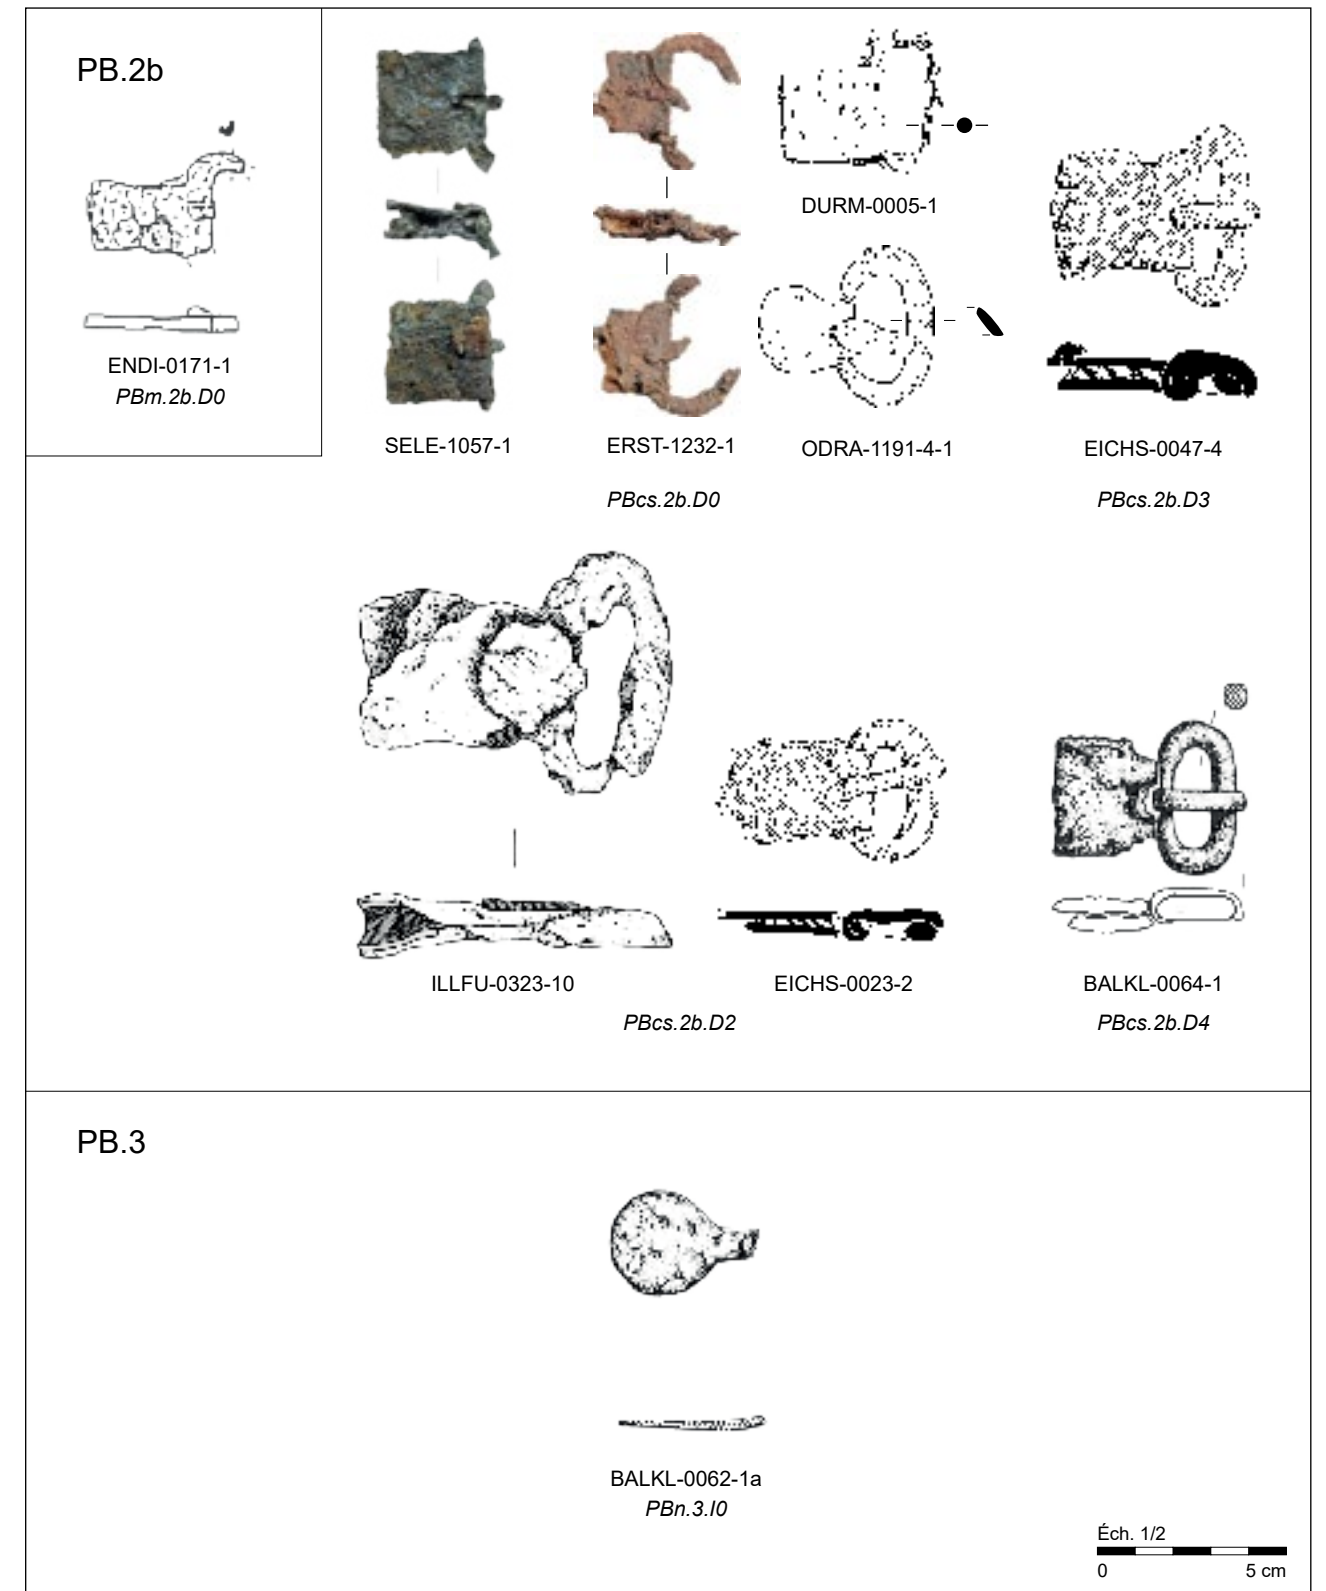 PB.2b
ENDI-0171-1
PBm.2b.D0
SELE-1057-1
ERST-1232-1
DURM-0005-1
ODRA-1191-4-1
EICHS-0047-4
PBcs.2b.D0
PBcs.2b.D3
ILLFU-0323-10
EICHS-0023-2
BALKL-0064-1
PBcs.2b.D2
PBcs.2b.D4
PB.3
BALKL-0062-1a
PBn.3.I0
Éch. 1/2
0 5 cm